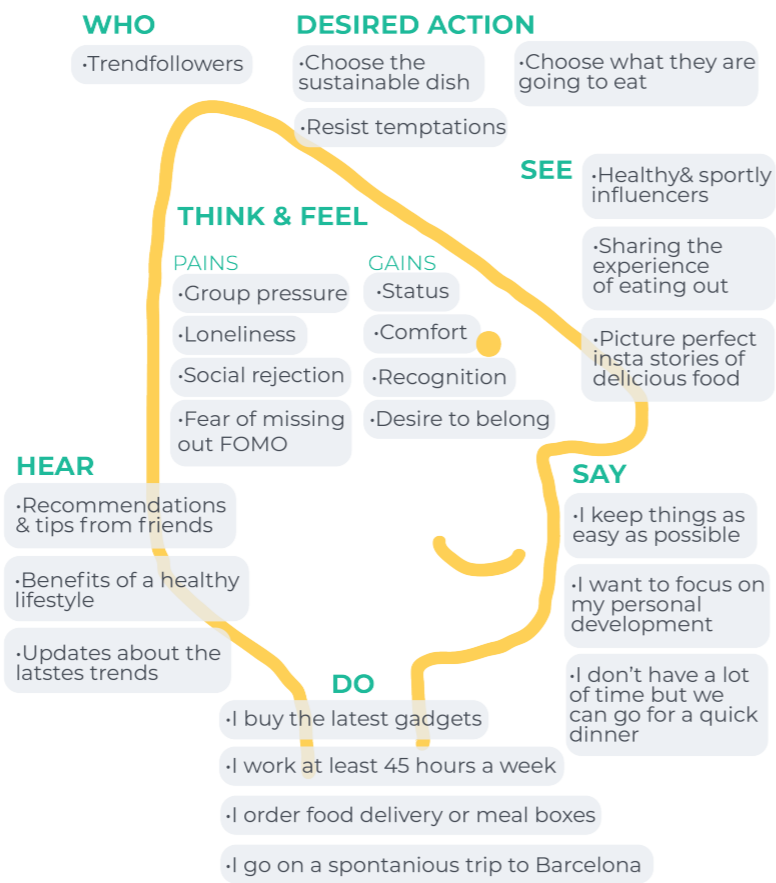 WHO
·Trendfollowers
DESIRED ACTION
·Choose the
sustainable dish
·Choose what they are
going to eat
·Resist temptations
SEE
·Healthy& sportly
influencers
·Sharing the
experience
of eating out
·Picture perfect
insta stories of
delicious food
THINK & FEEL
PAINS
·Group pressure
·Loneliness
·Social rejection
·Fear of missing
out FOMO
GAINS
·Status
·Comfort
·Recognition
·Desire to belong
HEAR
·Recommendations
& tips from friends
·Benefits of a healthy
lifestyle
·Updates about the
latstes trends
SAY
·I keep things as
easy as possible
·I want to focus on
my personal
development
·I don’t have a lot
of time but we
can go for a quick
dinner
DO
·I buy the latest gadgets
·I work at least 45 hours a week
·I order food delivery or meal boxes
·I go on a spontanious trip to Barcelona